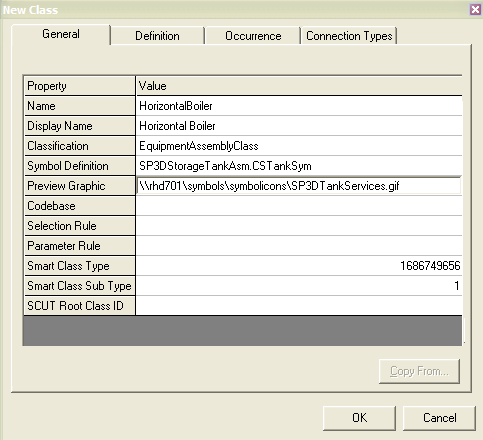 New Class
General Definition Occurrence Connection Types
Property Value
Name HorizontalBoiler
Display Name Horizontal Boiler
Classification EquipmentAssemblyClass
Symbol Definition SP3DStorageTankAsm.CSTankSym
Preview Graphic \\rhd701\symbols\symbolicons\SP3DTankServices.gif
Codebase
Selection Rule
Parameter Rule
Smart Class Type 1686749656
Smart Class Sub Type 1
SCUT Root Class ID
Copy From...
OK Cancel